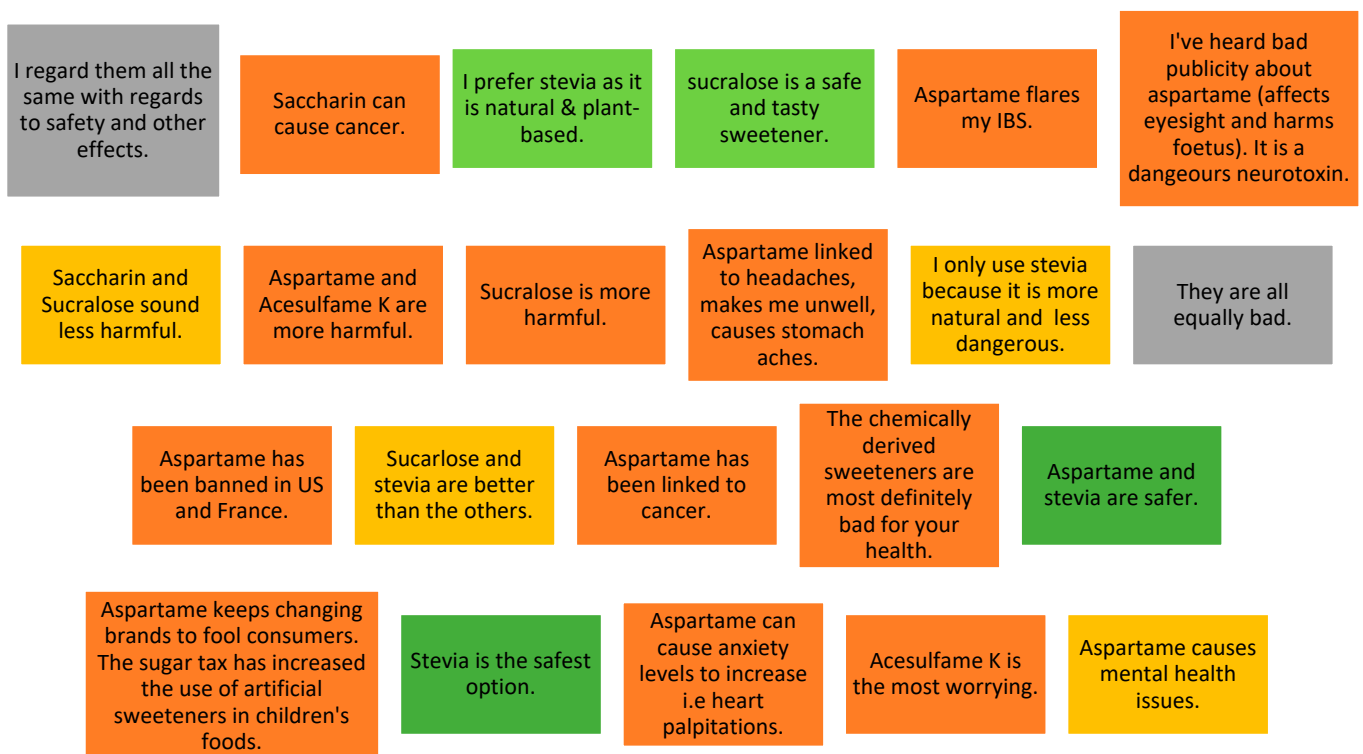 I regard them all the
same with regards
to safety and other
effects.
Saccharin can
cause cancer.
I prefer stevia as it
is natural & plant-
based.
sucralose is a safe
and tasty
sweetener.
Aspartame flares
my IBS.
I've heard bad
publicity about
aspartame (affects
eyesight and harms
foetus). It is a
dangeours neurotoxin.
Saccharin and
Sucralose sound
less harmful.
Aspartame and
Acesulfame K are
more harmful.
Sucralose is more
harmful.
Aspartame linked
to headaches,
makes me unwell,
causes stomach
aches.
I only use stevia
because it is more
natural and less
dangerous.
They are all
equally bad.
Aspartame has
been banned in US
and France.
Sucarlose and
stevia are better
than the others.
Aspartame has
been linked to
cancer.
The chemically
derived
sweeteners are
most definitely
bad for your
health.
Aspartame and
stevia are safer.
Aspartame keeps changing
brands to fool consumers.
The sugar tax has increased
the use of artificial
sweeteners in children's
foods.
Stevia is the safest
option.
Aspartame can
cause anxiety
levels to increase
i.e heart
palpitations.
Acesulfame K is
the most worrying.
Aspartame causes
mental health
issues.